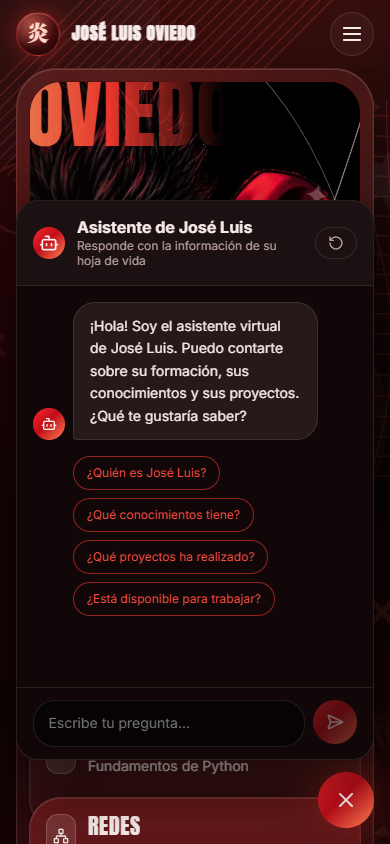 炎 JOSÉ LUIS OVIEDO
OVIEDO
Asistente de José Luis
Responde con la información de su
hoja de vida
¡Hola! Soy el asistente virtual
de José Luis. Puedo contarte
sobre su formación, sus
conocimientos y sus proyectos.
¿Qué te gustaría saber?
¿Quién es José Luis?
¿Qué conocimientos tiene?
¿Qué proyectos ha realizado?
¿Está disponible para trabajar?
Escribe tu pregunta...
Fundamentos de Python
REDES